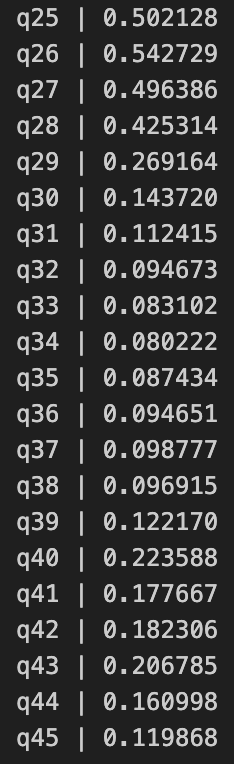 q25 | 0.502128
q26 | 0.542729
q27 | 0.496386
q28 | 0.425314
q29 | 0.269164
q30 | 0.143720
q31 | 0.112415
q32 | 0.094673
q33 | 0.083102
q34 | 0.080222
q35 | 0.087434
q36 | 0.094651
q37 | 0.098777
q38 | 0.096915
q39 | 0.122170
q40 | 0.223588
q41 | 0.177667
q42 | 0.182306
q43 | 0.206785
q44 | 0.160998
q45 | 0.119868